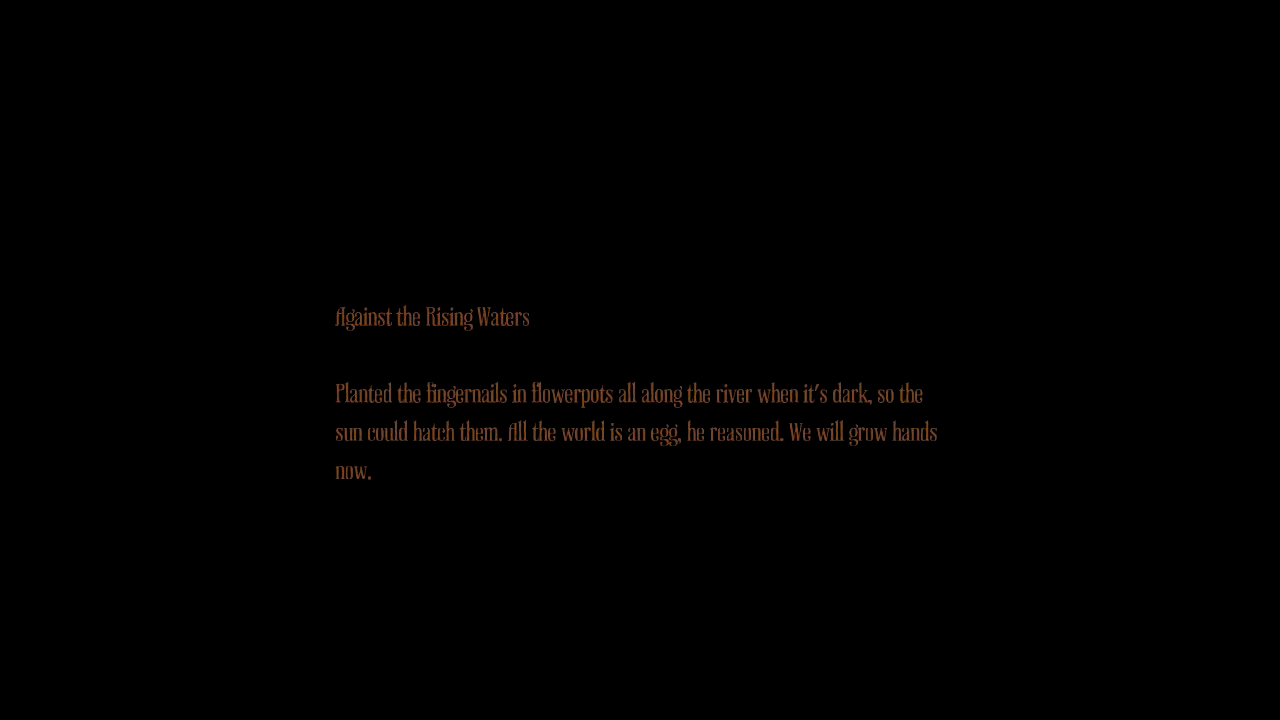 Against the Rising Waters
Planted the fingernails in flowerpots all along the river when it's dark, so the
sun could hatch them. All the world is an egg, he reasoned. We will grow hands
now.